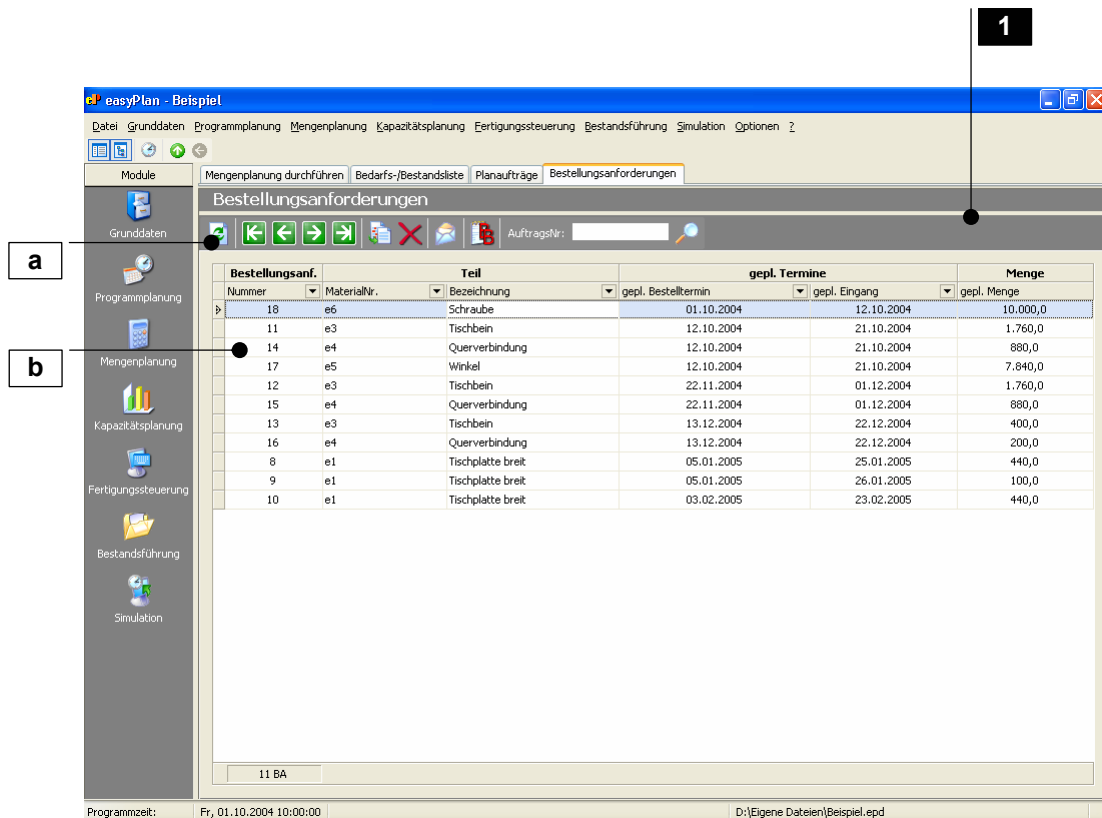 1
easyPlan - Beispiel
Datei Grunddaten Programmplanung Mengenplanung Kapazitätsplanung Fertigungssteuerung Bestandsführung Simulation Optionen ?
Module
Mengenplanung durchführen Bedarfs-/Bestandsliste Planaufträge Bestellungsanforderungen
Bestellungsanforderungen
AuftragsNr:
a
b
Grunddaten
Programmplanung
Mengenplanung
Kapazitätsplanung
Fertigungssteuerung
Bestandsführung
Simulation
Bestellungsanf. Teil gepl. Termine Menge
Nummer MaterialNr. Bezeichnung gepl. Bestelltermin gepl. Eingang gepl. Menge
18 e6 Schraube 01.10.2004 12.10.2004 10.000,0
11 e3 Tischbein 12.10.2004 21.10.2004 1.760,0
14 e4 Querverbindung 12.10.2004 21.10.2004 880,0
17 e5 Winkel 12.10.2004 21.10.2004 7.840,0
12 e3 Tischbein 22.11.2004 01.12.2004 1.760,0
15 e4 Querverbindung 22.11.2004 01.12.2004 880,0
13 e3 Tischbein 13.12.2004 22.12.2004 400,0
16 e4 Querverbindung 13.12.2004 22.12.2004 200,0
8 e1 Tischplatte breit 05.01.2005 25.01.2005 440,0
9 e1 Tischplatte breit 05.01.2005 26.01.2005 100,0
10 e1 Tischplatte breit 03.02.2005 23.02.2005 440,0
11 BA
Programmzeit: Fr, 01.10.2004 10:00:00 D:\Eigene Dateien\Beispiel.epd